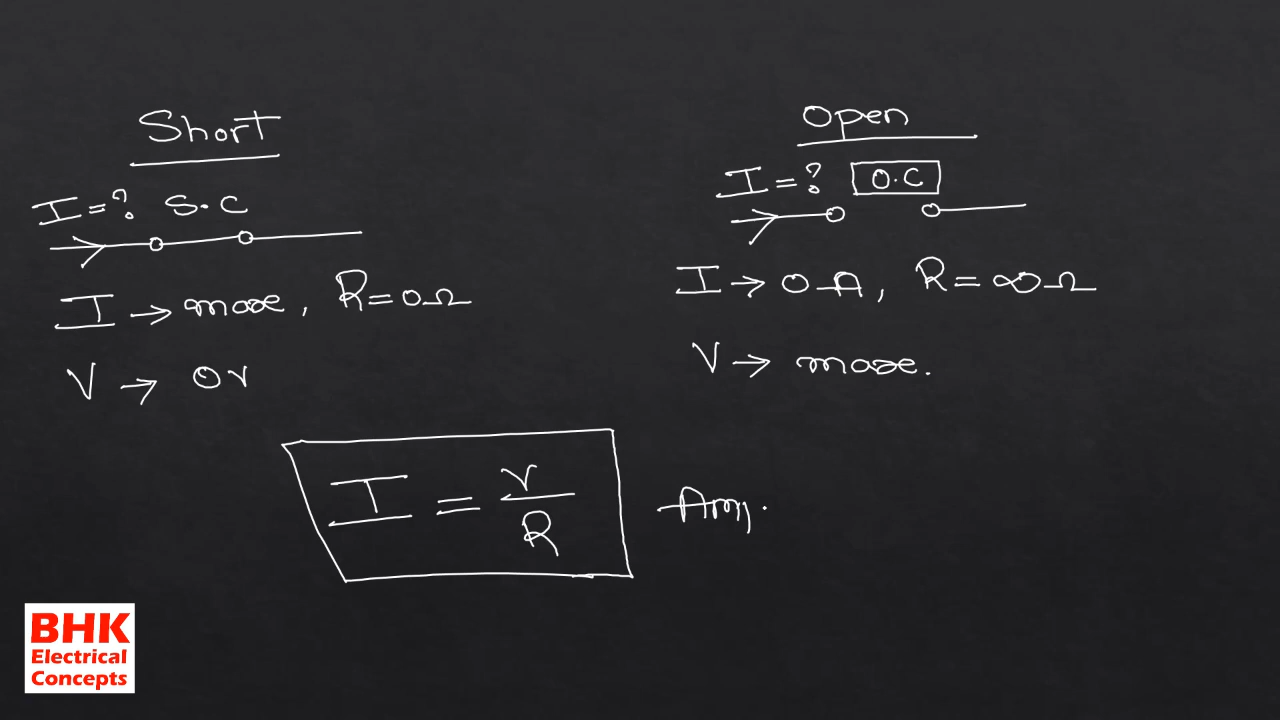 Short
I=? S.C
I → max, R=0Ω
V → 0V
Open
I=? O.C
I → 0A, R=∞Ω
V → max.
I = V/R Amp.
BHK
Electrical
Concepts